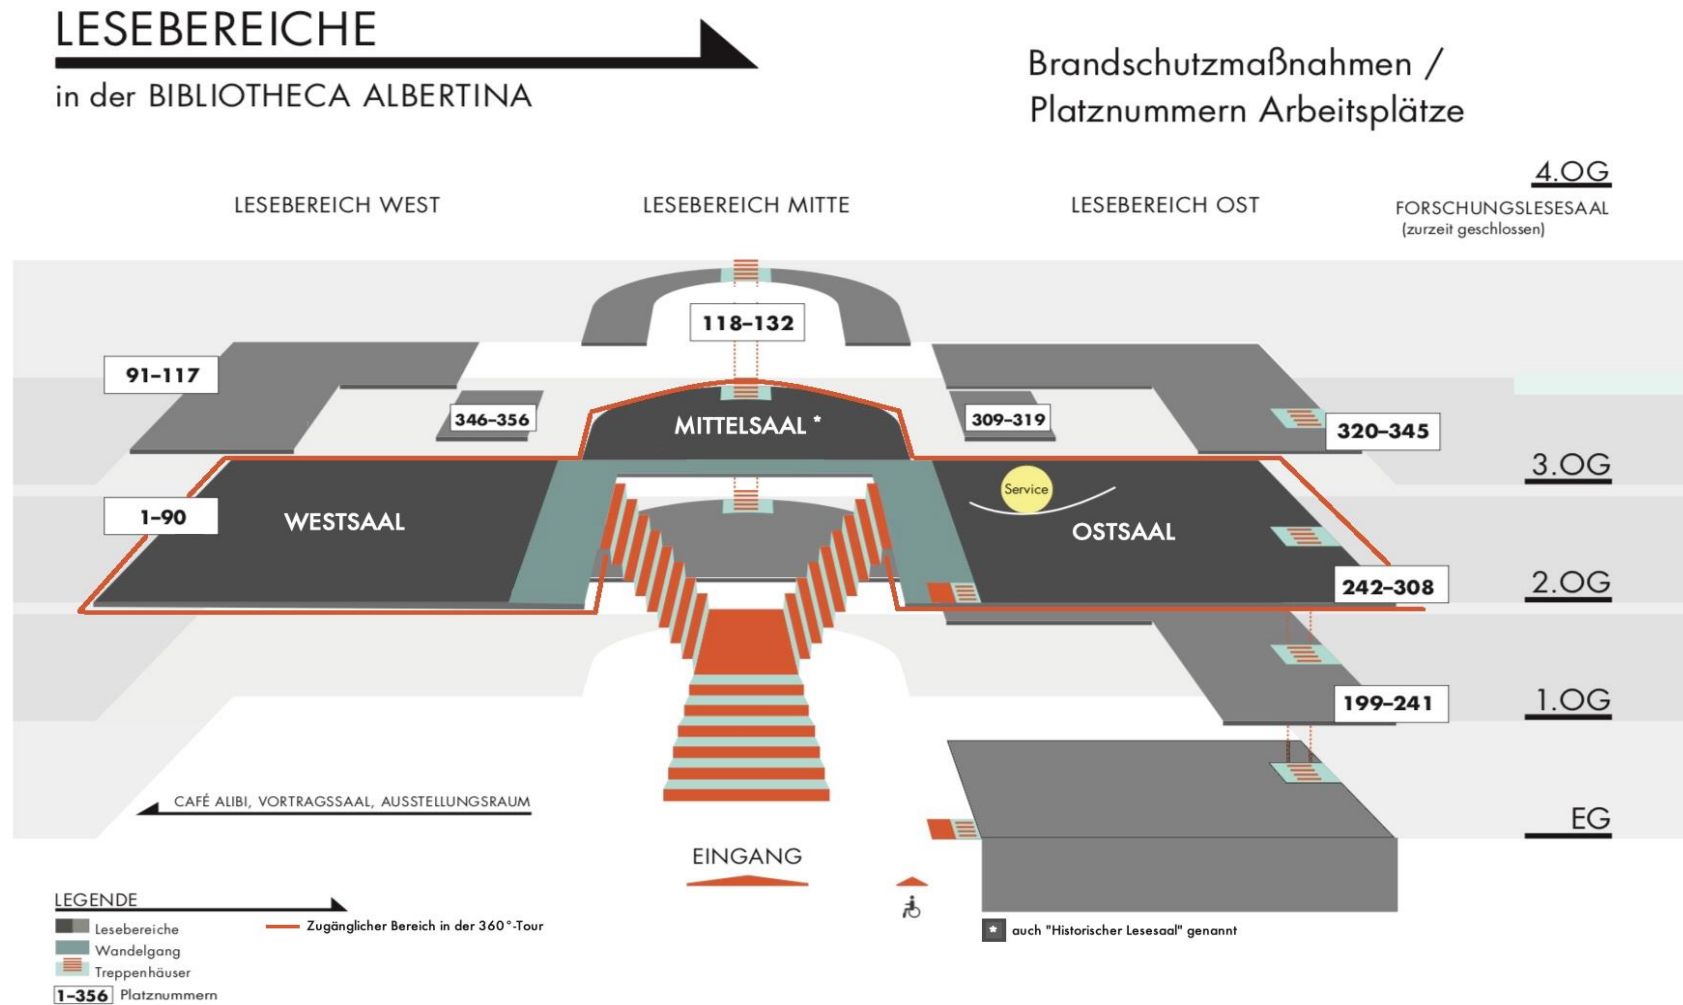 LESEBEREICHE
in der BIBLIOTHECA ALBERTINA
Brandschutzmaßnahmen /
Platznummern Arbeitsplätze
4.OG
FORSCHUNGSLESESAAL
(zurzeit geschlossen)
LESEBEREICH WEST
LESEBEREICH MITTE
LESEBEREICH OST
118–132
91–117
346–356
MITTELSAAL *
309–319
320–345
3.OG
1–90
WESTSAAL
Service
OSTSAAL
242–308
2.OG
199–241
1.OG
CAFÉ ALIBI, VORTRAGSSAAL, AUSSTELLUNGSRAUM
EG
EINGANG
LEGENDE
Lesebereiche
Wandelgang
Treppenhäuser
1–356 Platznummern
Zugänglicher Bereich in der 360°-Tour
* auch "Historischer Lesesaal" genannt